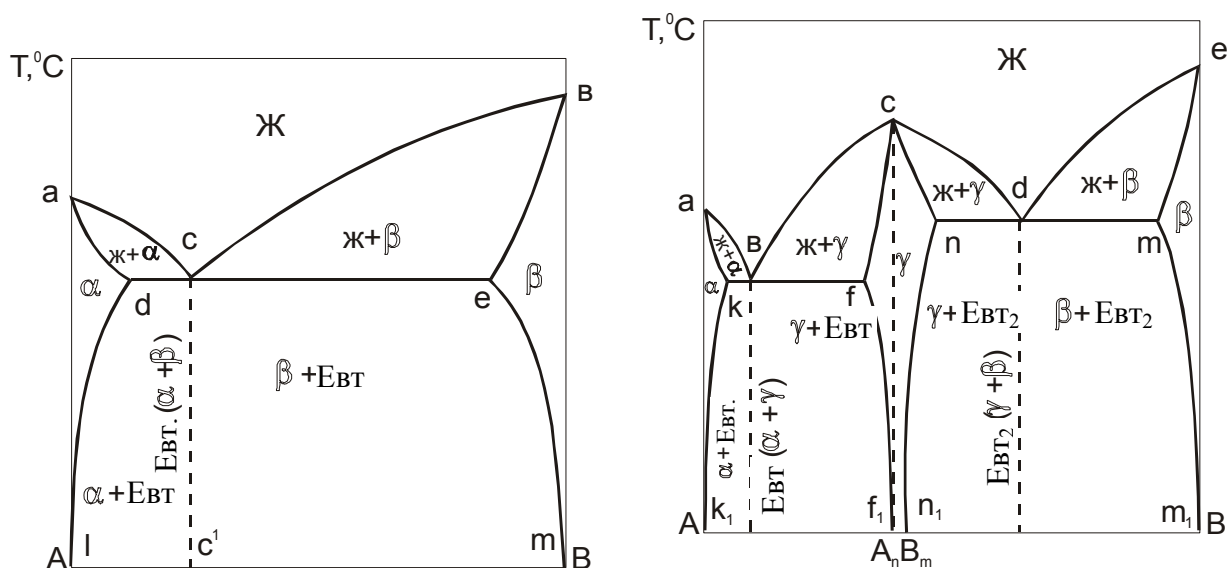 T,⁰C
в
Ж
a
c
ж+α
ж+β
α
d
e
β
Евт. (α+β)
β+Евт
α+Евт
A
l
c¹
m
B
T,⁰C
Ж
e
c
ж+γ
d
ж+β
a
ж+α
в
ж+γ
γ
β
α
k
f
n
m
γ+Евт
γ+Евт₂
β+Евт₂
α+Евт.
Евт (α+γ)
Евт₂ (γ+β)
A
k₁
f₁
n₁
m₁
B
AₙBₘ